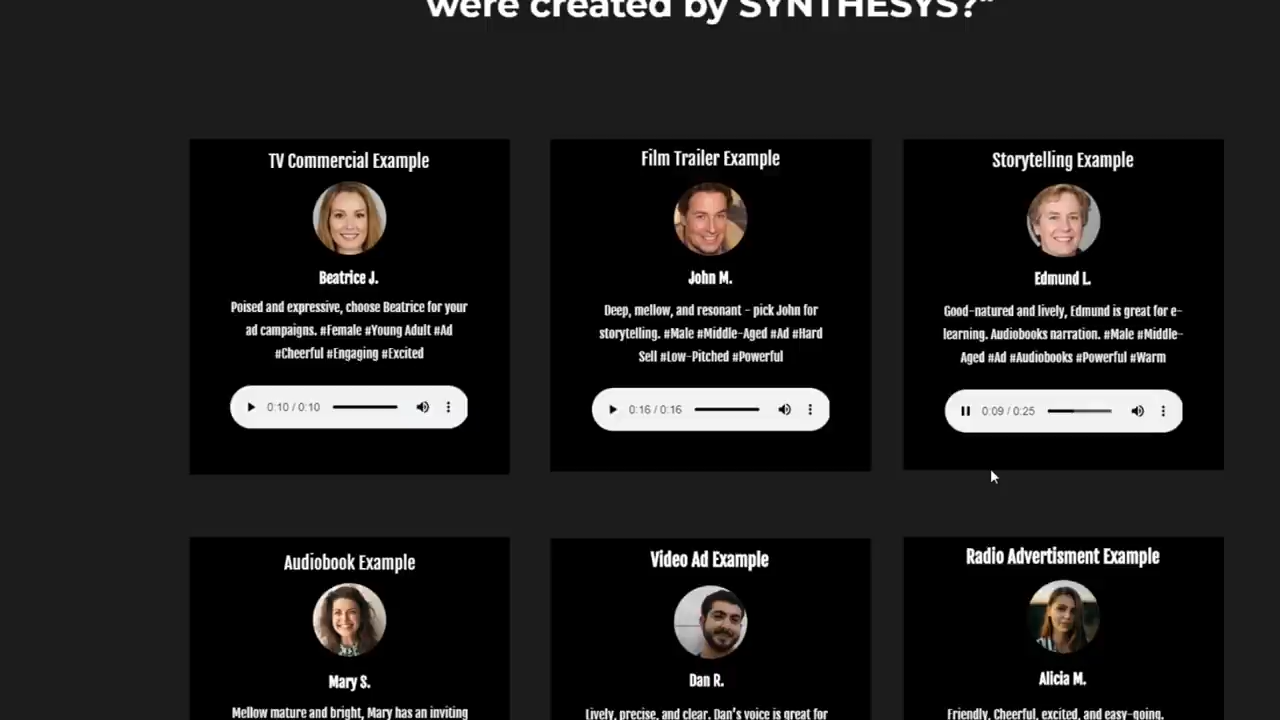 were created by SYNTHESYS?"
TV Commercial Example
Beatrice J.
Poised and expressive, choose Beatrice for your
ad campaigns. #Female #Young Adult #Ad
#Cheerful #Engaging #Excited
0:10 / 0:10
Film Trailer Example
John M.
Deep, mellow, and resonant - pick John for
storytelling. #Male #Middle-Aged #Ad #Hard
Sell #Low-Pitched #Powerful
0:16 / 0:16
Storytelling Example
Edmund L.
Good-natured and lively, Edmund is great for e-
learning. Audiobooks narration. #Male #Middle-
Aged #Ad #Audiobooks #Powerful #Warm
0:09 / 0:25
Audiobook Example
Mary S.
Mellow mature and bright, Mary has an inviting
Video Ad Example
Dan R.
Lively, precise, and clear. Dan's voice is great for
Radio Advertisment Example
Alicia M.
Friendly, Cheerful, excited, and easy-going.